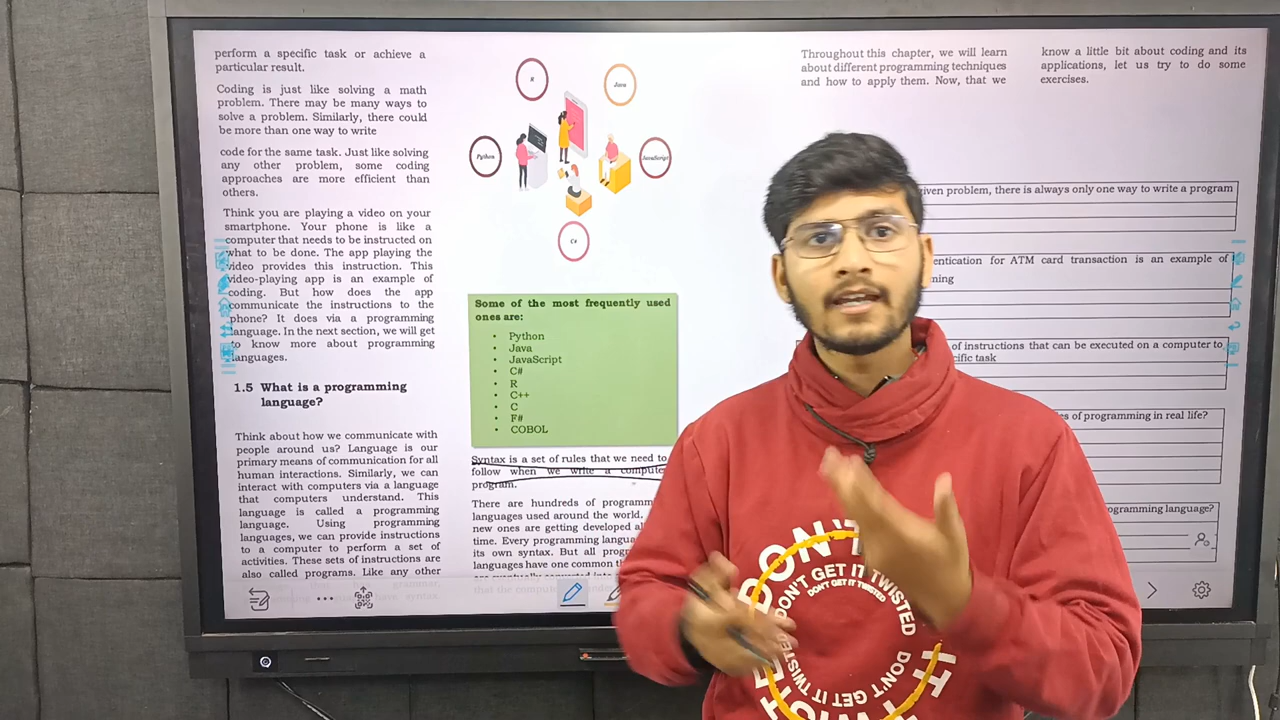 perform a specific task or achieve a
particular result.
Coding is just like solving a math
problem. There may be many ways to
solve a problem. Similarly, there could
be more than one way to write
code for the same task. Just like solving
any other problem, some coding
approaches are more efficient than
others.
Think you are playing a video on your
smartphone. Your phone is like a
computer that needs to be instructed on
what to be done. The app playing the
video provides this instruction. This
video-playing app is an example of
coding. But how does the app
communicate the instructions to the
phone? It does via a programming
language. In the next section, we will get
to know more about programming
languages.
1.5 What is a programming
language?
Think about how we communicate with
people around us? Language is our
primary means of communication for all
human interactions. Similarly, we can
interact with computers via a language
that computers understand. This
language is called a programming
language. Using programming
languages, we can provide instructions
to a computer to perform a set of
activities. These sets of instructions are
also called programs. Like any other
R
Java
Python
JavaScript
C#
Some of the most frequently used
ones are:
• Python
• Java
• JavaScript
• C#
• R
• C++
• C
• F#
• COBOL
Syntax is a set of rules that we need to
follow when we write a compute
program.
There are hundreds of programm
languages used around the world.
new ones are getting developed al
time. Every programming langua
its own syntax. But all prog
languages have one common t
Throughout this chapter, we will learn
about different programming techniques
and how to apply them. Now, that we
know a little bit about coding and its
applications, let us try to do some
exercises.
given problem, there is always only one way to write a program
entication for ATM card transaction is an example of
ning
of instructions that can be executed on a computer to
cific task
es of programming in real life?
ogramming language?
DON'T
DON'T GET IT TWISTED
DON'T GET IT TWISTED
DON'T GET IT TWISTED
IT